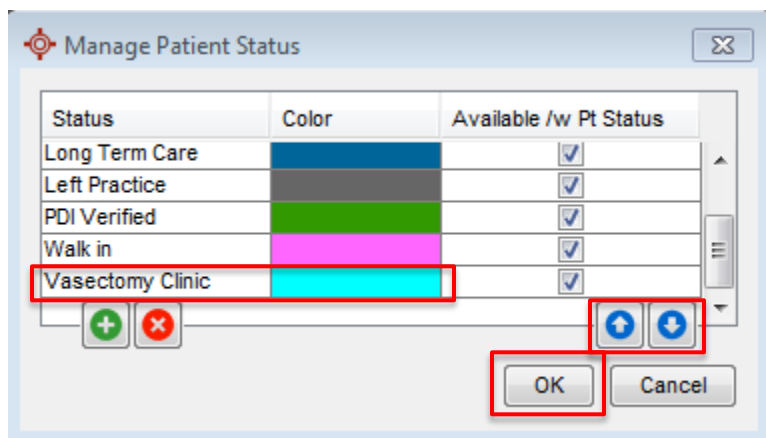 Manage Patient Status
Status Color Available /w Pt Status
Long Term Care
Left Practice
PDI Verified
Walk in
Vasectomy Clinic
OK Cancel